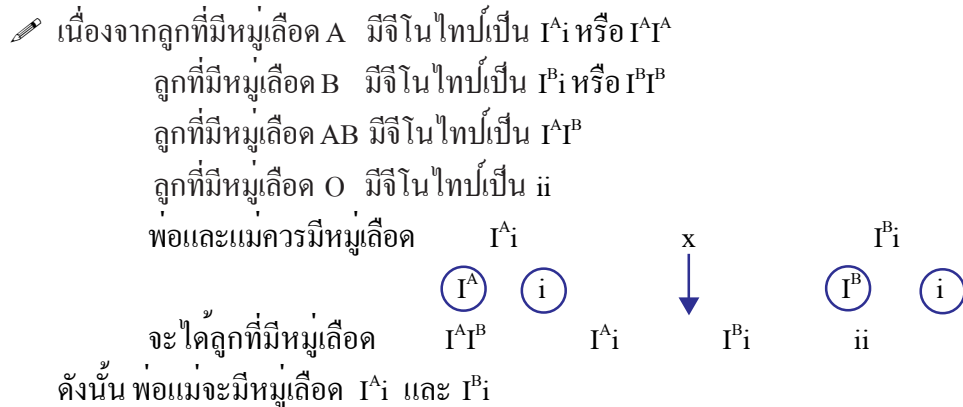 เนื่องจากลูกที่มีหมู่เลือด A มีจีโนไทป์เป็น Iᴬi หรือ IᴬIᴬ
ลูกที่มีหมู่เลือด B มีจีโนไทป์เป็น Iᴮi หรือ IᴮIᴮ
ลูกที่มีหมู่เลือด AB มีจีโนไทป์เป็น IᴬIᴮ
ลูกที่มีหมู่เลือด O มีจีโนไทป์เป็น ii
พ่อและแม่ควรมีหมู่เลือด Iᴬi x Iᴮi
Iᴬ i Iᴮ i
จะได้ลูกที่มีหมู่เลือด IᴬIᴮ Iᴬi Iᴮi ii
ดังนั้น พ่อแม่จะมีหมู่เลือด Iᴬi และ Iᴮi